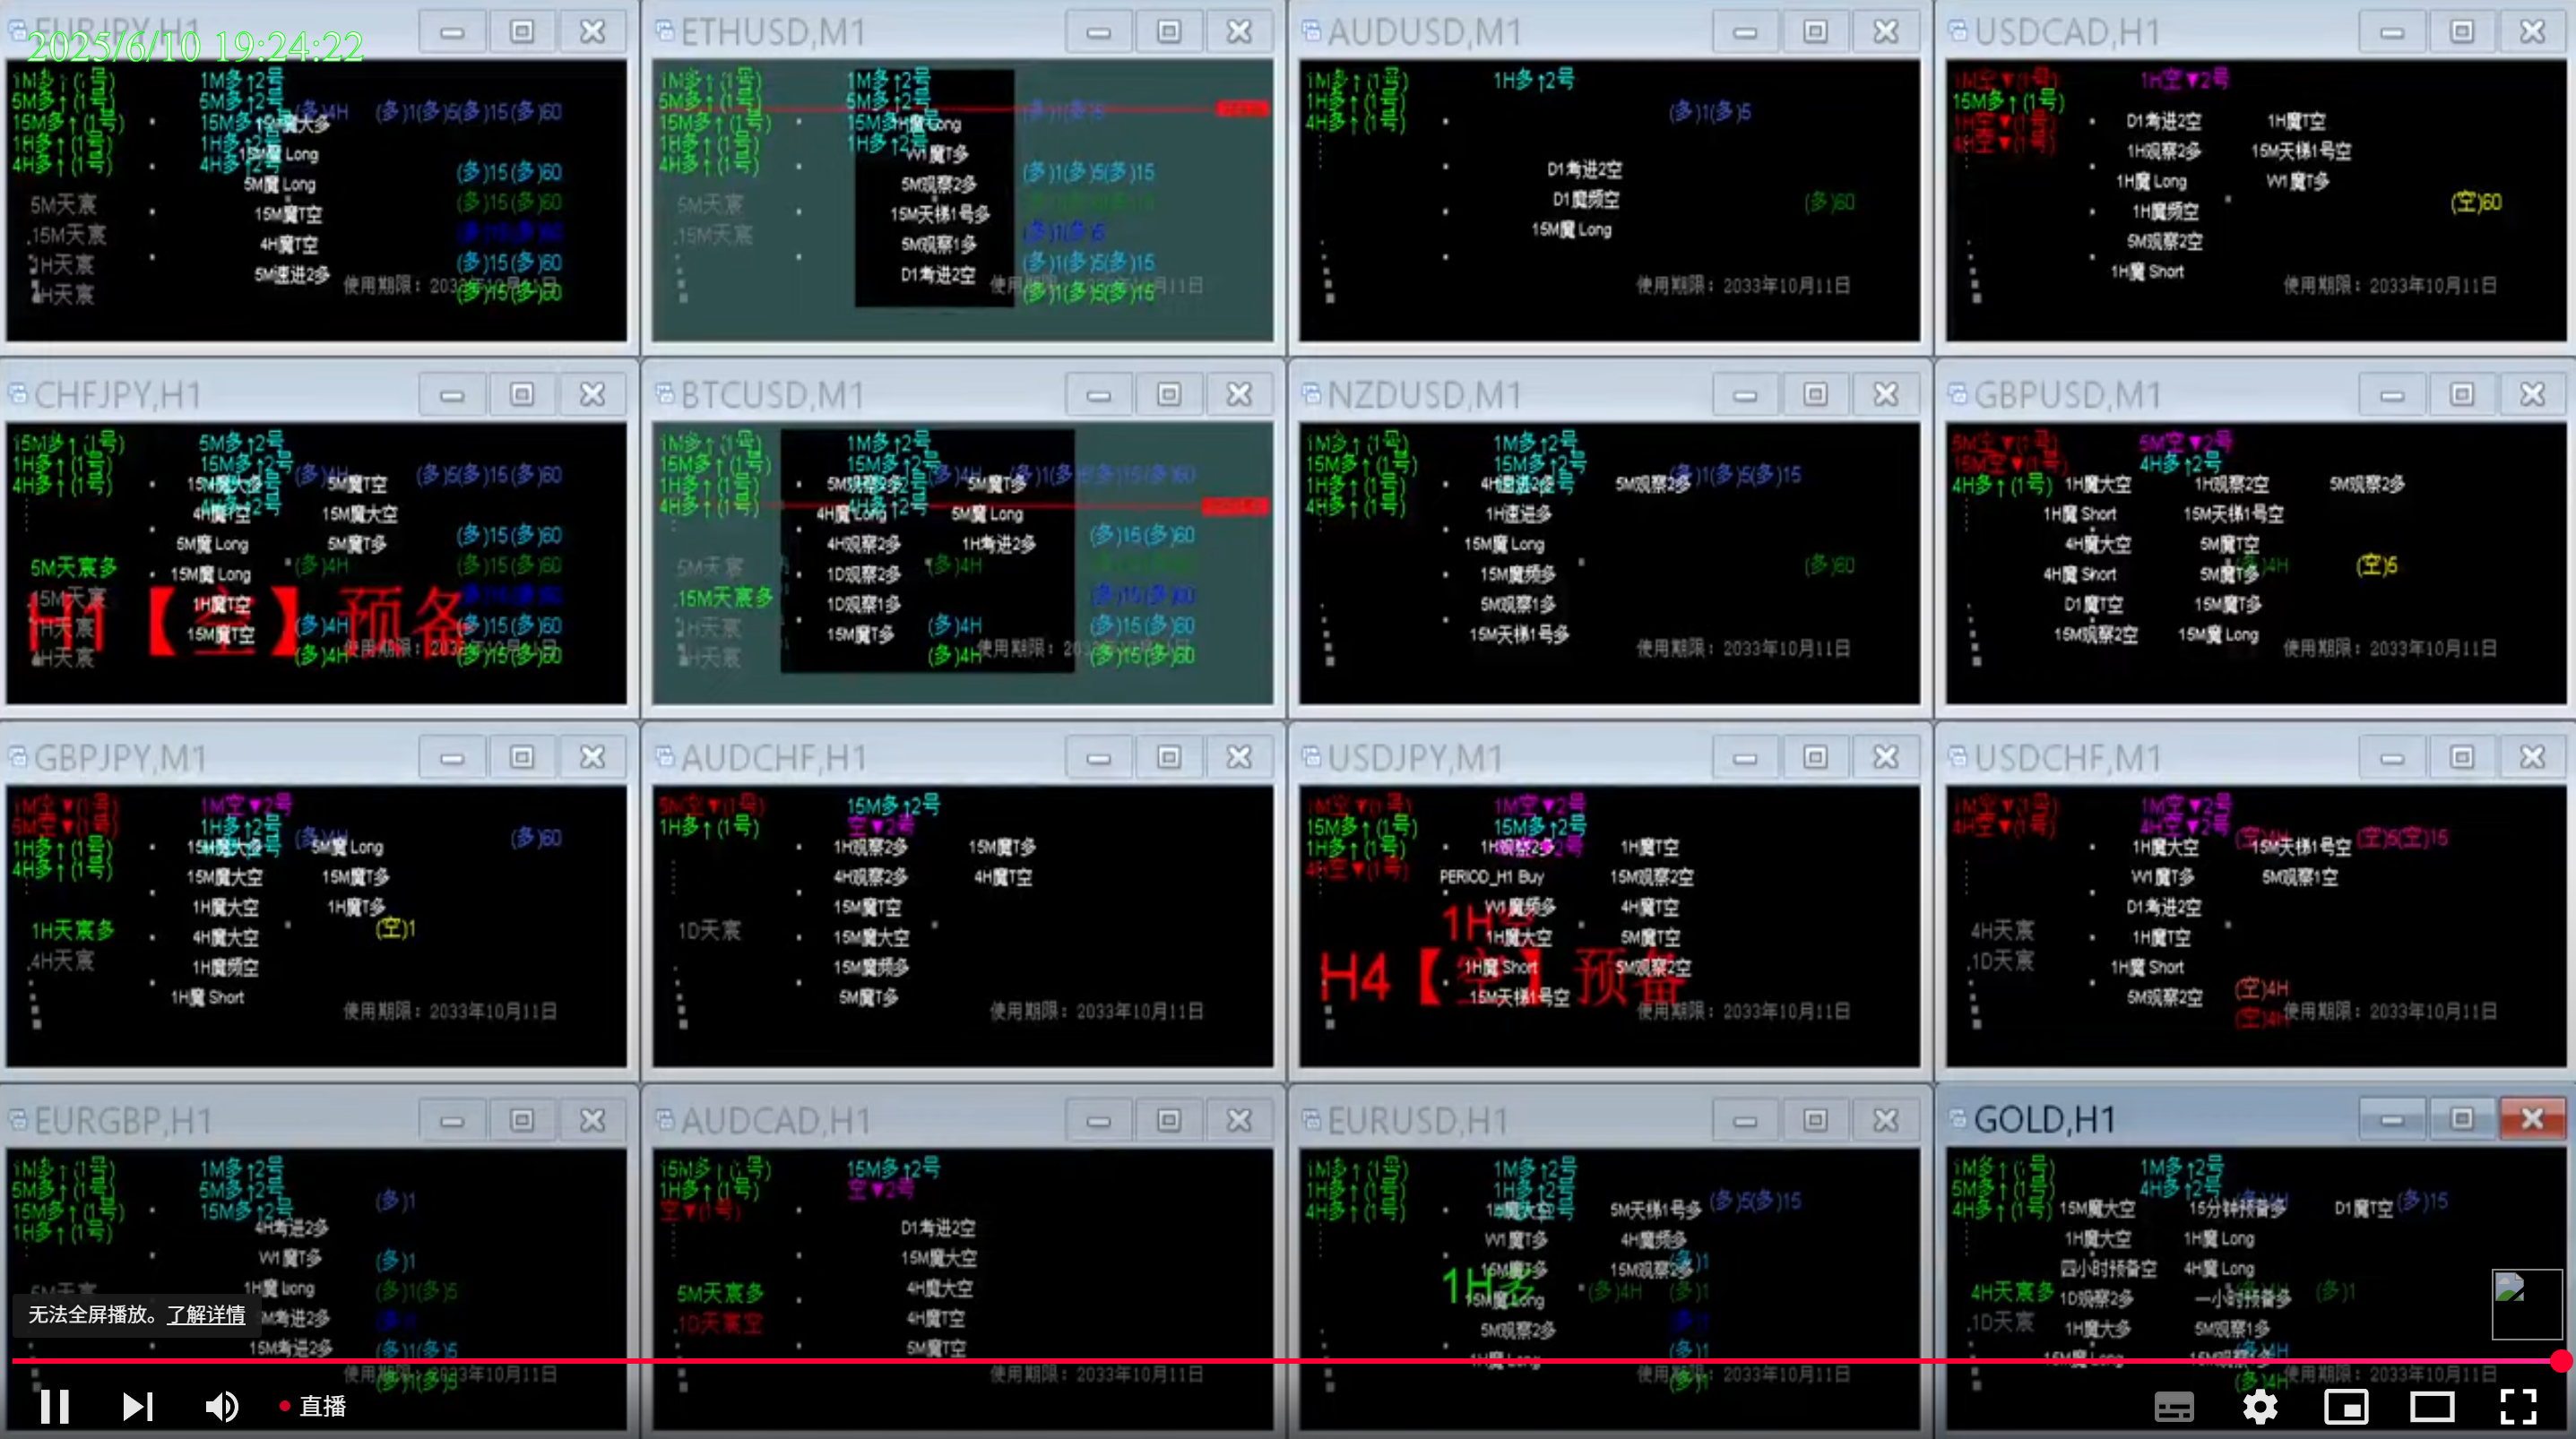 EURJPY,H1
2025/6/10 19:24:22
1M多↑(1号) 1M多↑2号
5M多↑(1号) 5M多↑2号
(多)4H (多)1(多)5(多)15(多)60
15M多↑(1号) 15M多↑2号
15M魔大多
1H多↑(1号) 1H多↑2号
15M魔 Long
4H多↑(1号) 4H多↑2号
(多)15(多)60
5M魔 Long
5M天宸 (多)15(多)60
15M魔T空
15M天宸
4H魔T空
1H天宸 (多)15(多)60
5M速进2多
使用期限：2033年10月11日
(多)15(多)60
ETHUSD,M1
1M多↑(1号) 1M多↑2号
5M多↑(1号) 5M多↑2号
15M多↑(1号) 15M多↑2号
1H魔 Long
1H多↑(1号) 1H多↑2号
W1魔T多
4H多↑(1号) 4H多↑2号
(多)1(多)5(多)15
5M观察2多
5M天宸
15M天梯1号多
15M天宸 (多)1(多)5
5M观察1多
(多)1(多)5(多)15
D1考进2空
(多)1(多)5(多)15
AUDUSD,M1
1M多↑(1号) 1H多↑2号
1H多↑(1号)
(多)1(多)5
4H多↑(1号)
D1考进2空
D1魔频空 (多)60
15M魔 Long
使用期限：2033年10月11日
USDCAD,H1
1M空▼(1号) 1H空▼2号
15M多↑(1号)
1H空▼(1号) D1考进2空 1H魔T空
4H空▼(1号) 1H观察2多 15M天梯1号空
1H魔 Long W1魔T多
1H魔频空 (空)60
5M观察2空
1H魔 Short
使用期限：2033年10月11日
CHFJPY,H1
15M多↑(1号) 5M多↑2号
1H多↑(1号) 15M多↑2号
(多)4H (多)5(多)15(多)60
4H多↑(1号) 15M魔大多 5M魔T空
4H魔T空 15M魔大空
(多)15(多)60
5M魔 Long 5M魔T多
5M天宸多 (多)4H (多)15(多)60
15M魔 Long
15M天宸 1H魔T空
H1【空】预备
1H天宸 15M魔T空 (多)4H (多)15(多)60
4H天宸 (多)4H (多)15(多)60
BTCUSD,M1
1M多↑(1号) 1M多↑2号
15M多↑(1号) 15M多↑2号
1H多↑(1号) 5M观察2多 5M魔T多
4H多↑(1号) 4H多↑2号
4H魔 Long 5M魔 Long
(多)15(多)60
4H观察2多 1H考进2多
5M天宸 1D观察2多 (多)4H
15M天宸多 1D观察1多 (多)15(多)60
1H天宸 15M魔T多 (多)4H (多)15(多)60
4H天宸 (多)4H (多)15(多)60
NZDUSD,M1
1M多↑(1号) 1M多↑2号
15M多↑(1号) 15M多↑2号
1H多↑(1号) 4H速进2多 5M观察2多 (多)1(多)5(多)15
4H多↑(1号) 1H速进多
15M魔 Long
15M魔频多 (多)60
5M观察1多
15M天梯1号多
使用期限：2033年10月11日
GBPUSD,M1
5M空▼(1号) 5M空▼2号
15M空▼(1号) 4H多↑2号
4H多↑(1号) 1H魔大空 1H观察2空 5M观察2多
1H魔 Short 15M天梯1号空
4H魔大空 5M魔T空
4H魔 Short 5M魔T多 (空)5
D1魔T空 15M魔T多
15M观察2空 15M魔 Long
使用期限：2033年10月11日
GBPJPY,M1
1M空▼(1号) 1M空▼2号
5M空▼(1号) 1H多↑2号
1H多↑(1号) 15M魔大多 5M魔 Long (多)60
4H多↑(1号) 15M魔大空 15M魔T多
1H魔大空 1H魔T多
1H天宸多 4H魔大空 (空)1
4H天宸 1H魔频空
1H魔 Short
使用期限：2033年10月11日
AUDCHF,H1
5M空▼(1号) 15M多↑2号
1H多↑(1号) 空▼2号
1H观察2多 15M魔T多
4H观察2多 4H魔T空
15M魔T空
1D天宸 15M魔大空
15M魔频多
5M魔T多
使用期限：2033年10月11日
USDJPY,M1
1M空▼(1号) 1M空▼2号
15M多↑(1号) 15M多↑2号
1H多↑(1号) 1H观察2多 1H魔T空
4H空▼(1号) PERIOD_H1 Buy 15M观察2空
W1魔频多 4H魔T空
1H空
1H魔大空 5M魔T空
H4【空】预备
1H魔 Short 5M观察2空
15M天梯1号空
使用期限：2033年10月11日
USDCHF,M1
1M空▼(1号) 1M空▼2号
4H空▼(1号) 4H空▼2号
(空)4H (空)5(空)15
1H魔大空 15M天梯1号空
W1魔T多 5M观察1空
D1考进2空
4H天宸 1H魔T空
1D天宸 1H魔 Short
5M观察2空 (空)4H
(空)4H
使用期限：2033年10月11日
EURGBP,H1
1M多↑(1号) 1M多↑2号
5M多↑(1号) 5M多↑2号
15M多↑(1号) 15M多↑2号 (多)1
1H多↑(1号) 4H考进2多
W1魔T多 (多)1
5M天宸 1H魔 Long (多)1(多)5
无法全屏播放。了解详情
M考进2多
15M考进2多 (多)1(多)5
使用期限：2033年10月11日
(多)1(多)5
AUDCAD,H1
15M多↑(1号) 15M多↑2号
1H多↑(1号) 空▼2号
空▼(1号)
D1考进2空
15M魔大空
5M天宸多 4H魔大空
1D天宸空 4H魔T空
5M魔T空
使用期限：2033年10月11日
EURUSD,H1
1M多↑(1号) 1M多↑2号
1H多↑(1号) 1H多↑2号
4H多↑(1号) 5M天梯1号多 (多)5(多)15
W1魔T多 4H魔频多
15M魔T多 15M观察2多 (多)1
1H多
15M魔 Long (多)4H (多)1
5M观察2多
1H魔 Long (多)1
使用期限：2033年10月11日
(多)1
GOLD,H1
1M多↑(1号) 1M多↑2号
5M多↑(1号) 4H多↑2号
4H多↑(1号) 15M魔大空 15分钟预备多 D1魔T空 (多)15
1H魔大空 1H魔 Long
四小时预备空 4H魔 Long
4H天宸多 1D观察2多 一小时预备多 (多)1
1D天宸 1H魔大多 5M观察1多
15M魔 Long
(多)4H
使用期限：2033年10月11日
直播